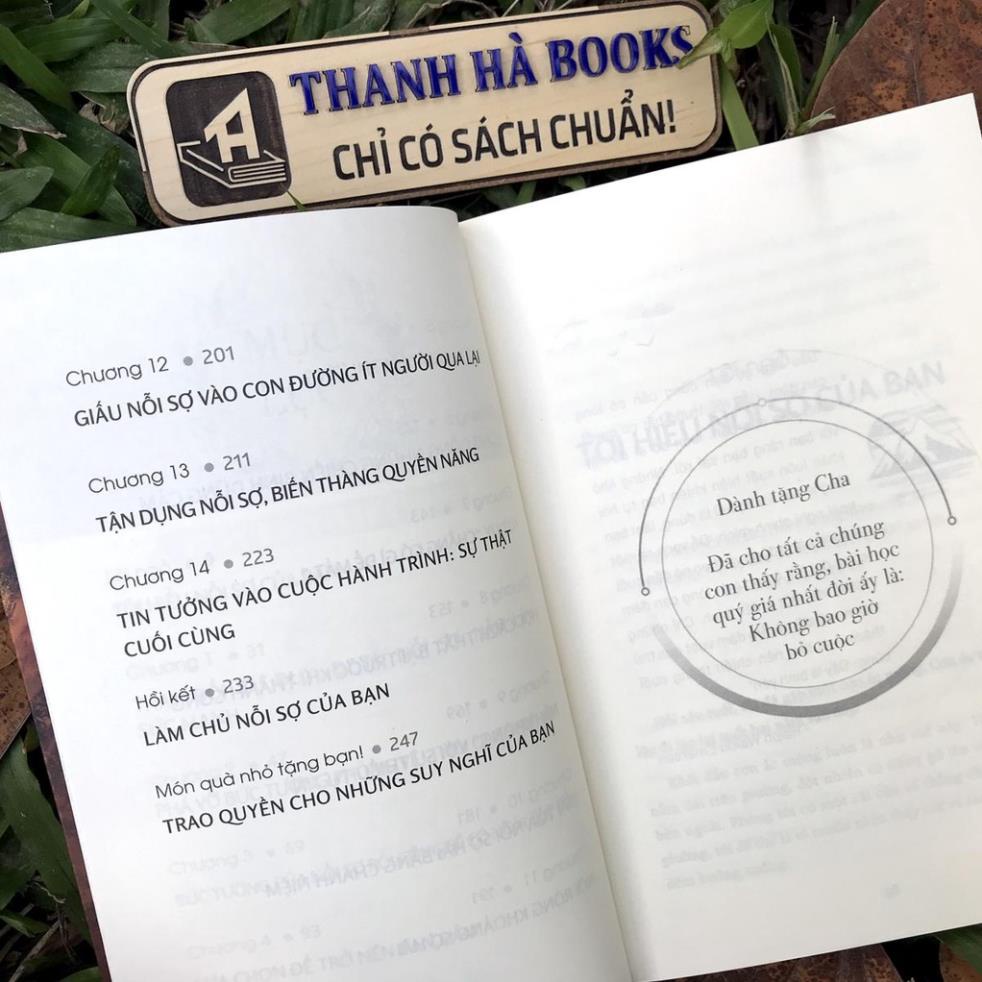 THANH HÀ BOOKS
CHỈ CÓ SÁCH CHUẨN!
Chương 12 • 201
GIẤU NỖI SỢ VÀO CON ĐƯỜNG ÍT NGƯỜI QUA LẠI
Chương 13 • 211
TẬN DỤNG NỖI SỢ, BIẾN THÀNG QUYỀN NĂNG
Chương 14 • 223
TIN TƯỞNG VÀO CUỘC HÀNH TRÌNH: SỰ THẬT
CUỐI CÙNG
Hồi kết • 233
LÀM CHỦ NỖI SỢ CỦA BẠN
Món quà nhỏ tặng bạn! • 247
TRAO QUYỀN CHO NHỮNG SUY NGHĨ CỦA BẠN
Dành tặng Cha
Đã cho tất cả chúng
con thấy rằng, bài học
quý giá nhất đời ấy là:
Không bao giờ
bỏ cuộc